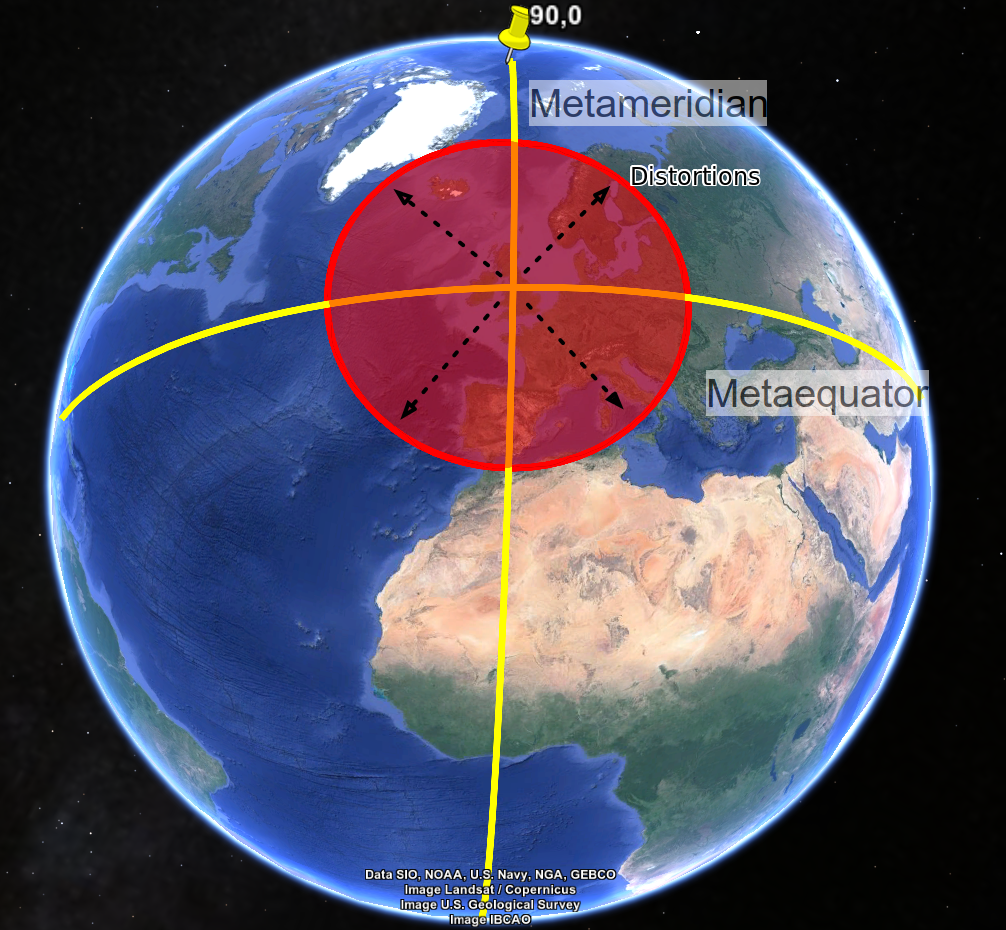 90,0
Metameridian
Distortions
Metaequator
Data SIO, NOAA, U.S. Navy, NGA, GEBCO
Image Landsat / Copernicus
Image U.S. Geological Survey
Image IBCAO